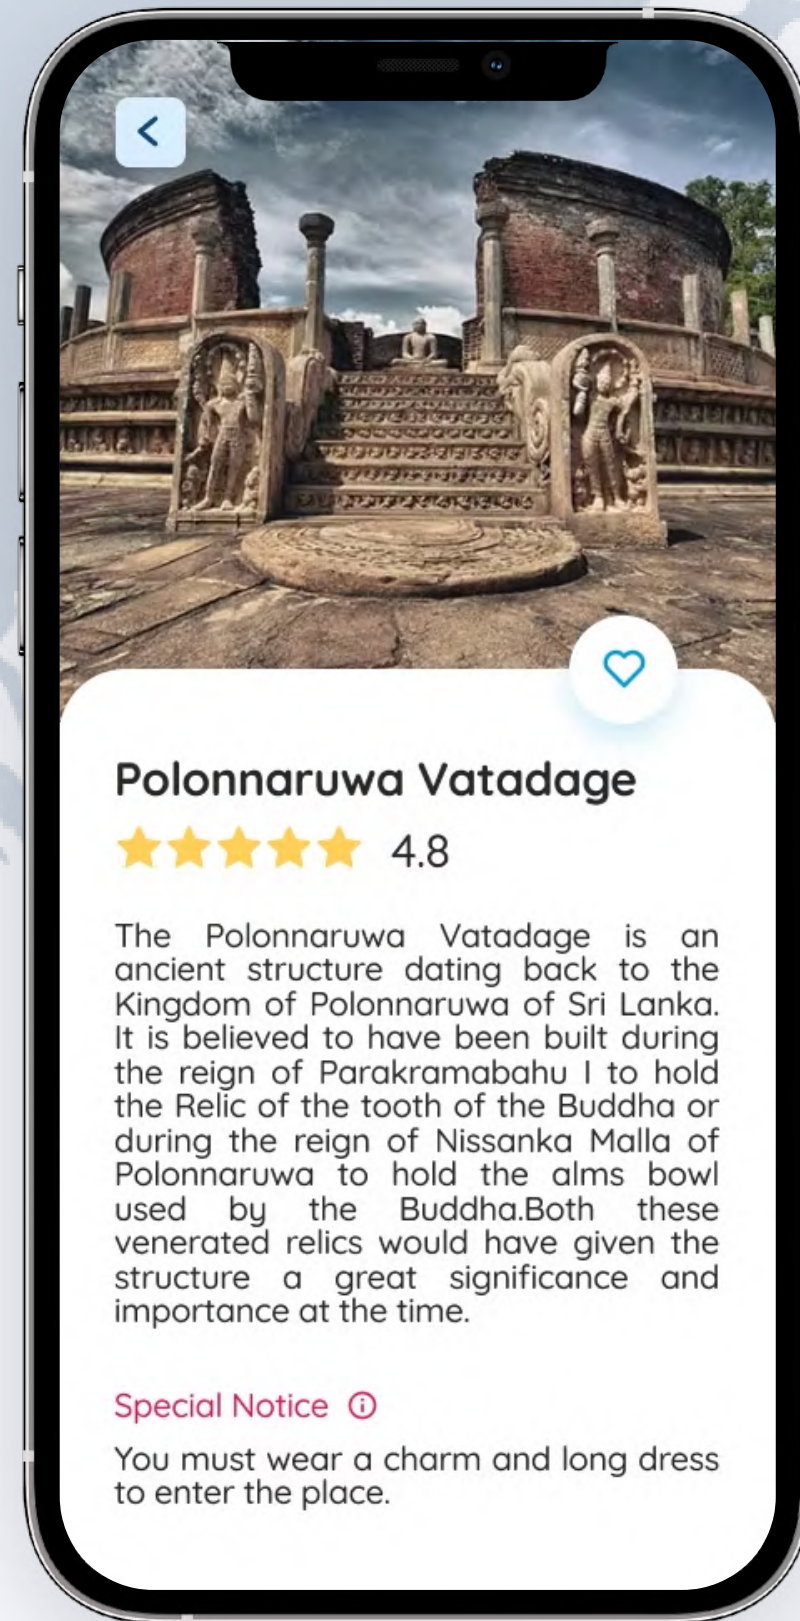 Polonnaruwa Vatadage
4.8
The Polonnaruwa Vatadage is an
ancient structure dating back to the
Kingdom of Polonnaruwa of Sri Lanka.
It is believed to have been built during
the reign of Parakramabahu I to hold
the Relic of the tooth of the Buddha or
during the reign of Nissanka Malla of
Polonnaruwa to hold the alms bowl
used by the Buddha.Both these
venerated relics would have given the
structure a great significance and
importance at the time.
Special Notice
You must wear a charm and long dress
to enter the place.